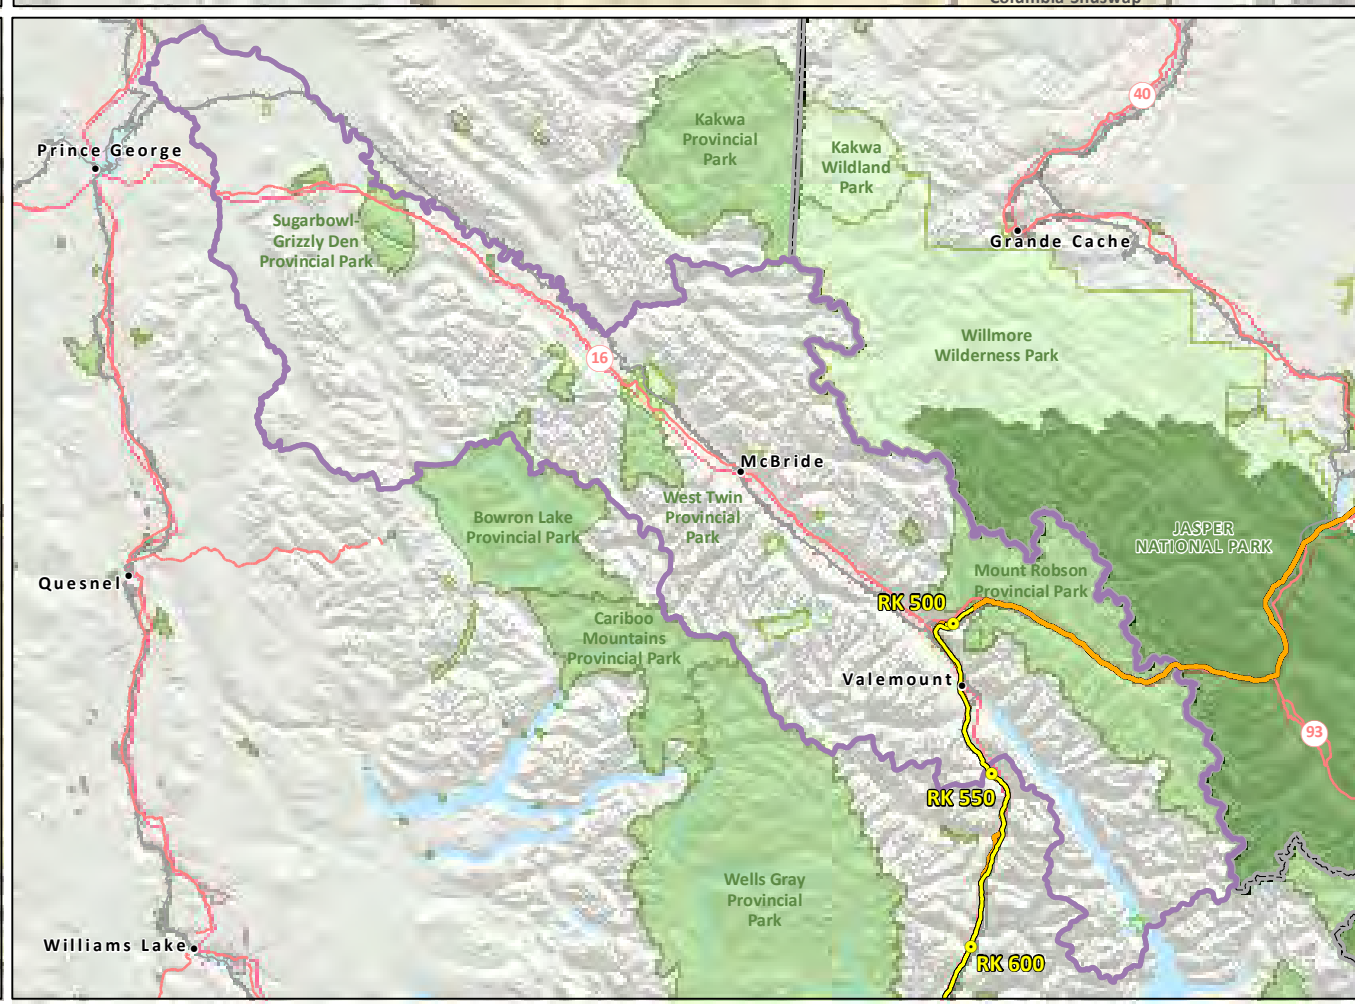 Columbia-Shuswap
40
Kakwa
Provincial
Park
Kakwa
Wildland
Park
Prince George
Sugarbowl-
Grizzly Den
Provincial Park
Grande Cache
Willmore
Wilderness Park
16
McBride
West Twin
Provincial
Park
Bowron Lake
Provincial Park
JASPER
NATIONAL PARK
Quesnel
Mount Robson
Provincial Park
RK 500
Cariboo
Mountains
Provincial Park
Valemount
93
RK 550
Wells Gray
Provincial
Park
Williams Lake
RK 600